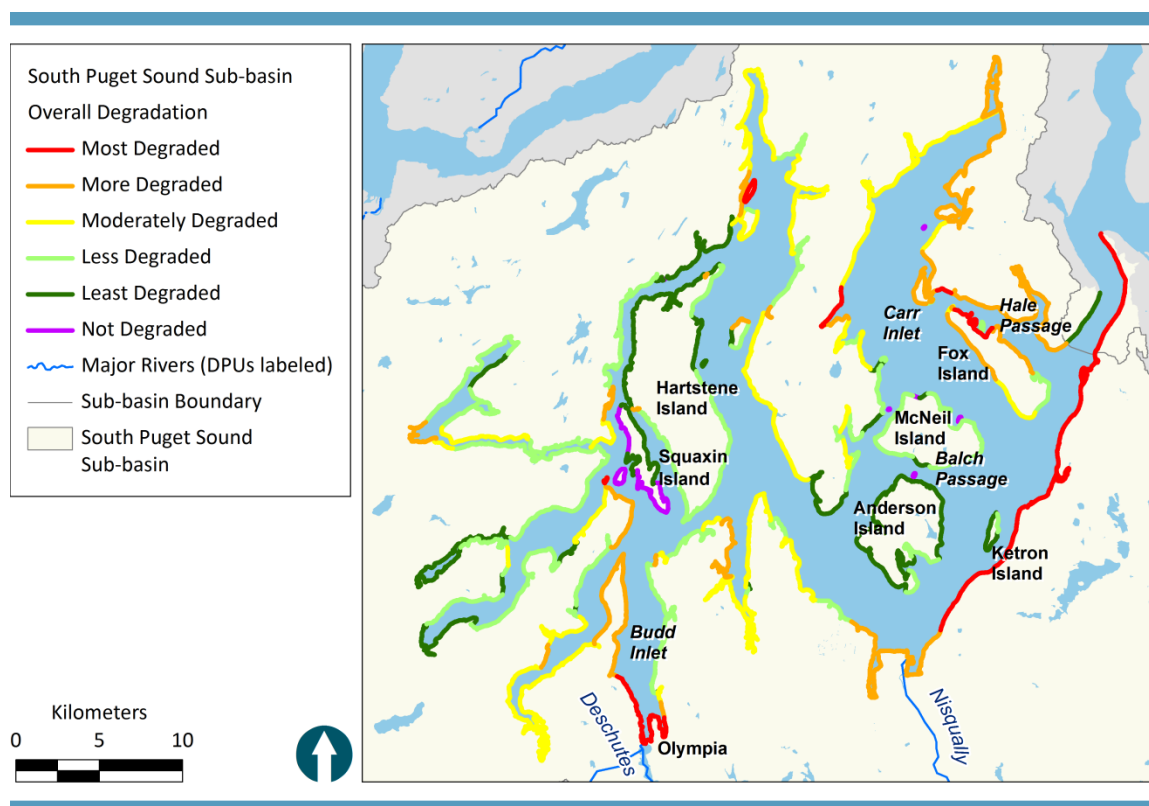 South Puget Sound Sub-basin
Overall Degradation
Most Degraded
More Degraded
Moderately Degraded
Less Degraded
Least Degraded
Not Degraded
Major Rivers (DPUs labeled)
Sub-basin Boundary
South Puget Sound
Sub-basin
Kilometers
0 5 10
Hale
Passage
Carr
Inlet
Fox
Island
Hartstene
Island
McNeil
Island
Squaxin
Island
Balch
Passage
Anderson
Island
Ketron
Island
Budd
Inlet
Deschutes
Olympia
Nisqually